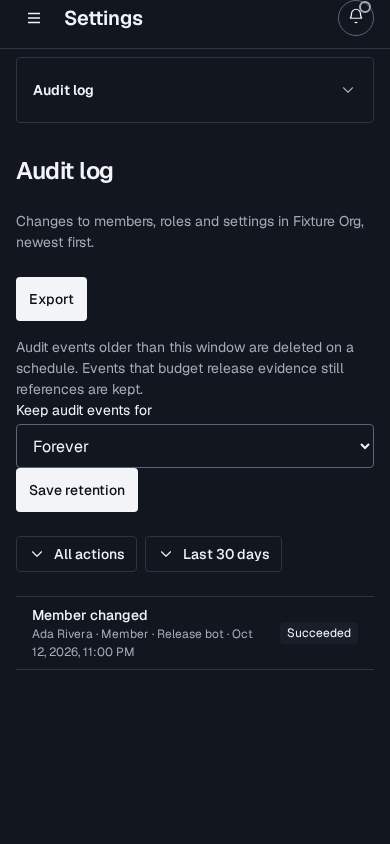 Settings
Audit log
Audit log
Changes to members, roles and settings in Fixture Org,
newest first.
Export
Audit events older than this window are deleted on a
schedule. Events that budget release evidence still
references are kept.
Keep audit events for
Forever
Save retention
All actions
Last 30 days
Member changed
Ada Rivera · Member · Release bot · Oct
12, 2026, 11:00 PM
Succeeded